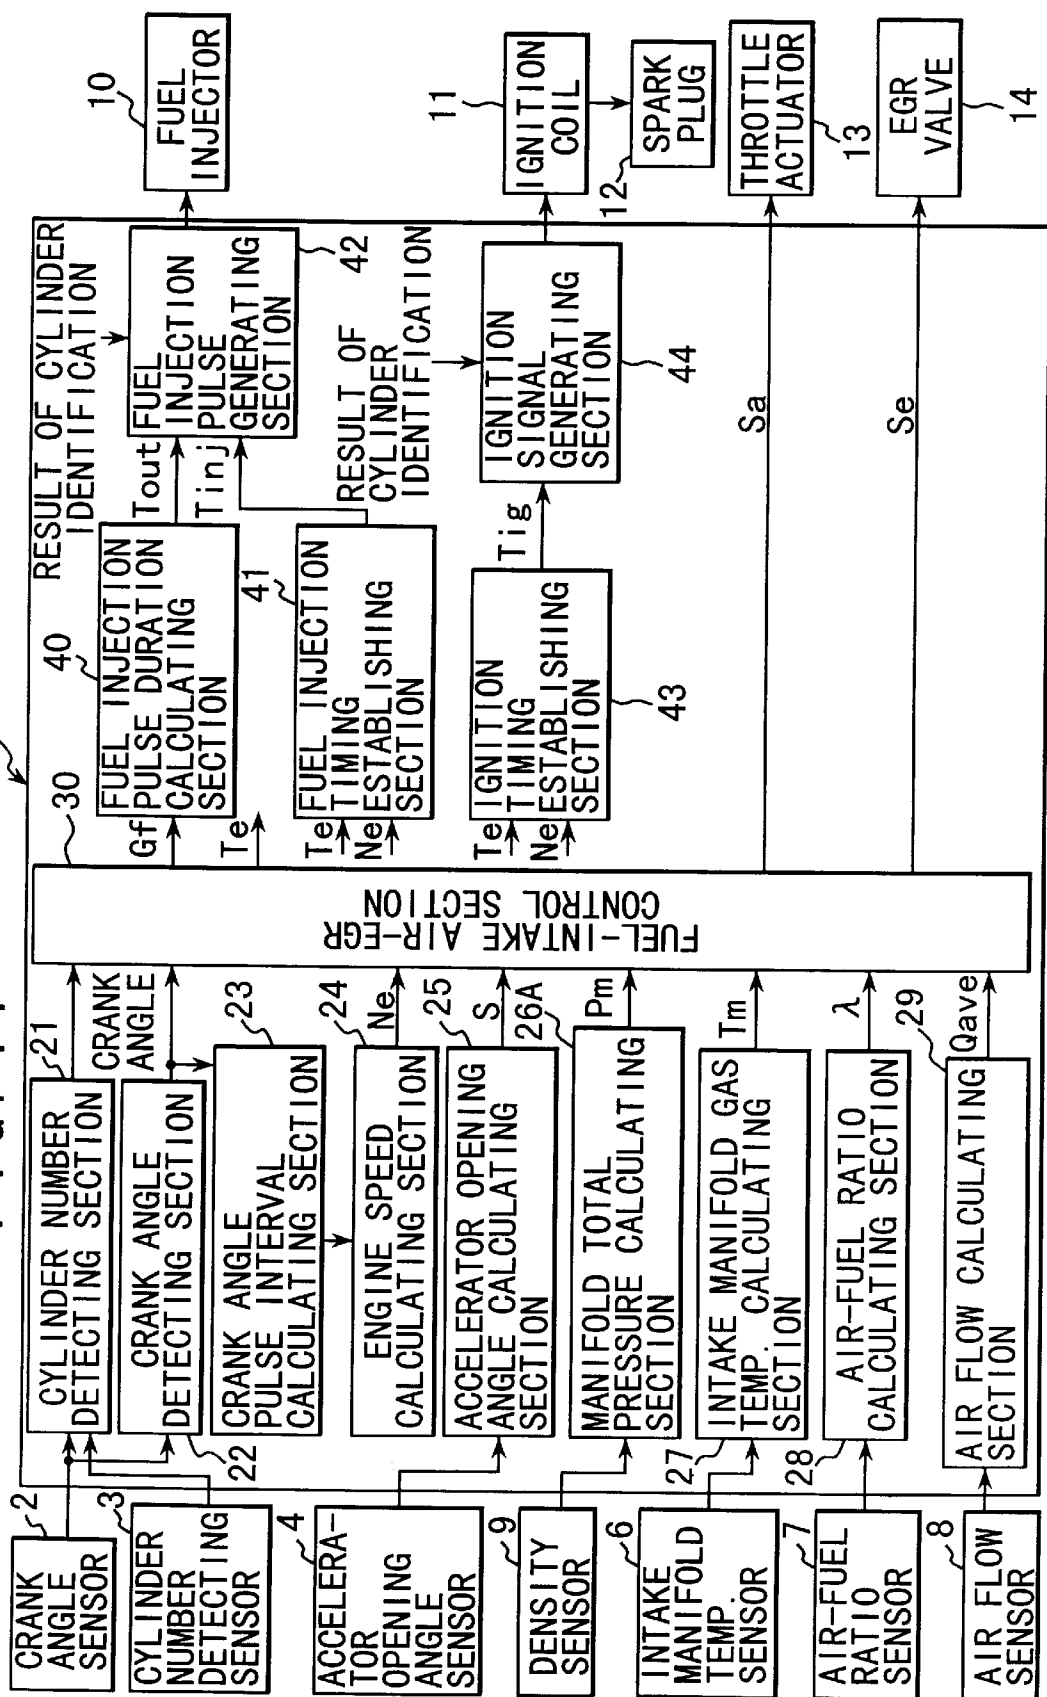 2
CRANK
ANGLE
SENSOR
3
CYLINDER
NUMBER
DETECTING
SENSOR
4
ACCELERA-
TOR
OPENING
ANGLE
SENSOR
9
DENSITY
SENSOR
6
INTAKE
MANIFOLD
TEMP.
SENSOR
7
AIR-FUEL
RATIO
SENSOR
8
AIR FLOW
SENSOR
21
CYLINDER NUMBER
DETECTING SECTION
CRANK
ANGLE
22
CRANK ANGLE
DETECTING SECTION
23
CRANK ANGLE
PULSE INTERVAL
CALCULATING SECTION
24
ENGINE SPEED
CALCULATING SECTION
Ne
25
ACCELERATOR OPENING
ANGLE CALCULATING
SECTION
S
26A
MANIFOLD TOTAL
PRESSURE CALCULATING
SECTION
Pm
27
INTAKE MANIFOLD GAS
TEMP. CALCULATING
SECTION
Tm
28
AIR-FUEL RATIO
CALCULATING SECTION
λ
29
AIR FLOW CALCULATING
SECTION
Qave
30
FUEL-INTAKE AIR-EGR
CONTROL SECTION
Gf
Te
Te
Ne
Te
Ne
40
FUEL INJECTION
PULSE DURATION
CALCULATING
SECTION
41
FUEL INJECTION
TIMING
ESTABLISHING
SECTION
43
IGNITION
TIMING
ESTABLISHING
SECTION
Tout
Tinj
Tig
RESULT OF CYLINDER
IDENTIFICATION
42
FUEL
INJECTION
PULSE
GENERATING
SECTION
RESULT OF
CYLINDER
IDENTIFICATION
44
IGNITION
SIGNAL
GENERATING
SECTION
Sa
Se
10
FUEL
INJECTOR
11
IGNITION
COIL
12
SPARK
PLUG
13
THROTTLE
ACTUATOR
14
EGR
VALVE